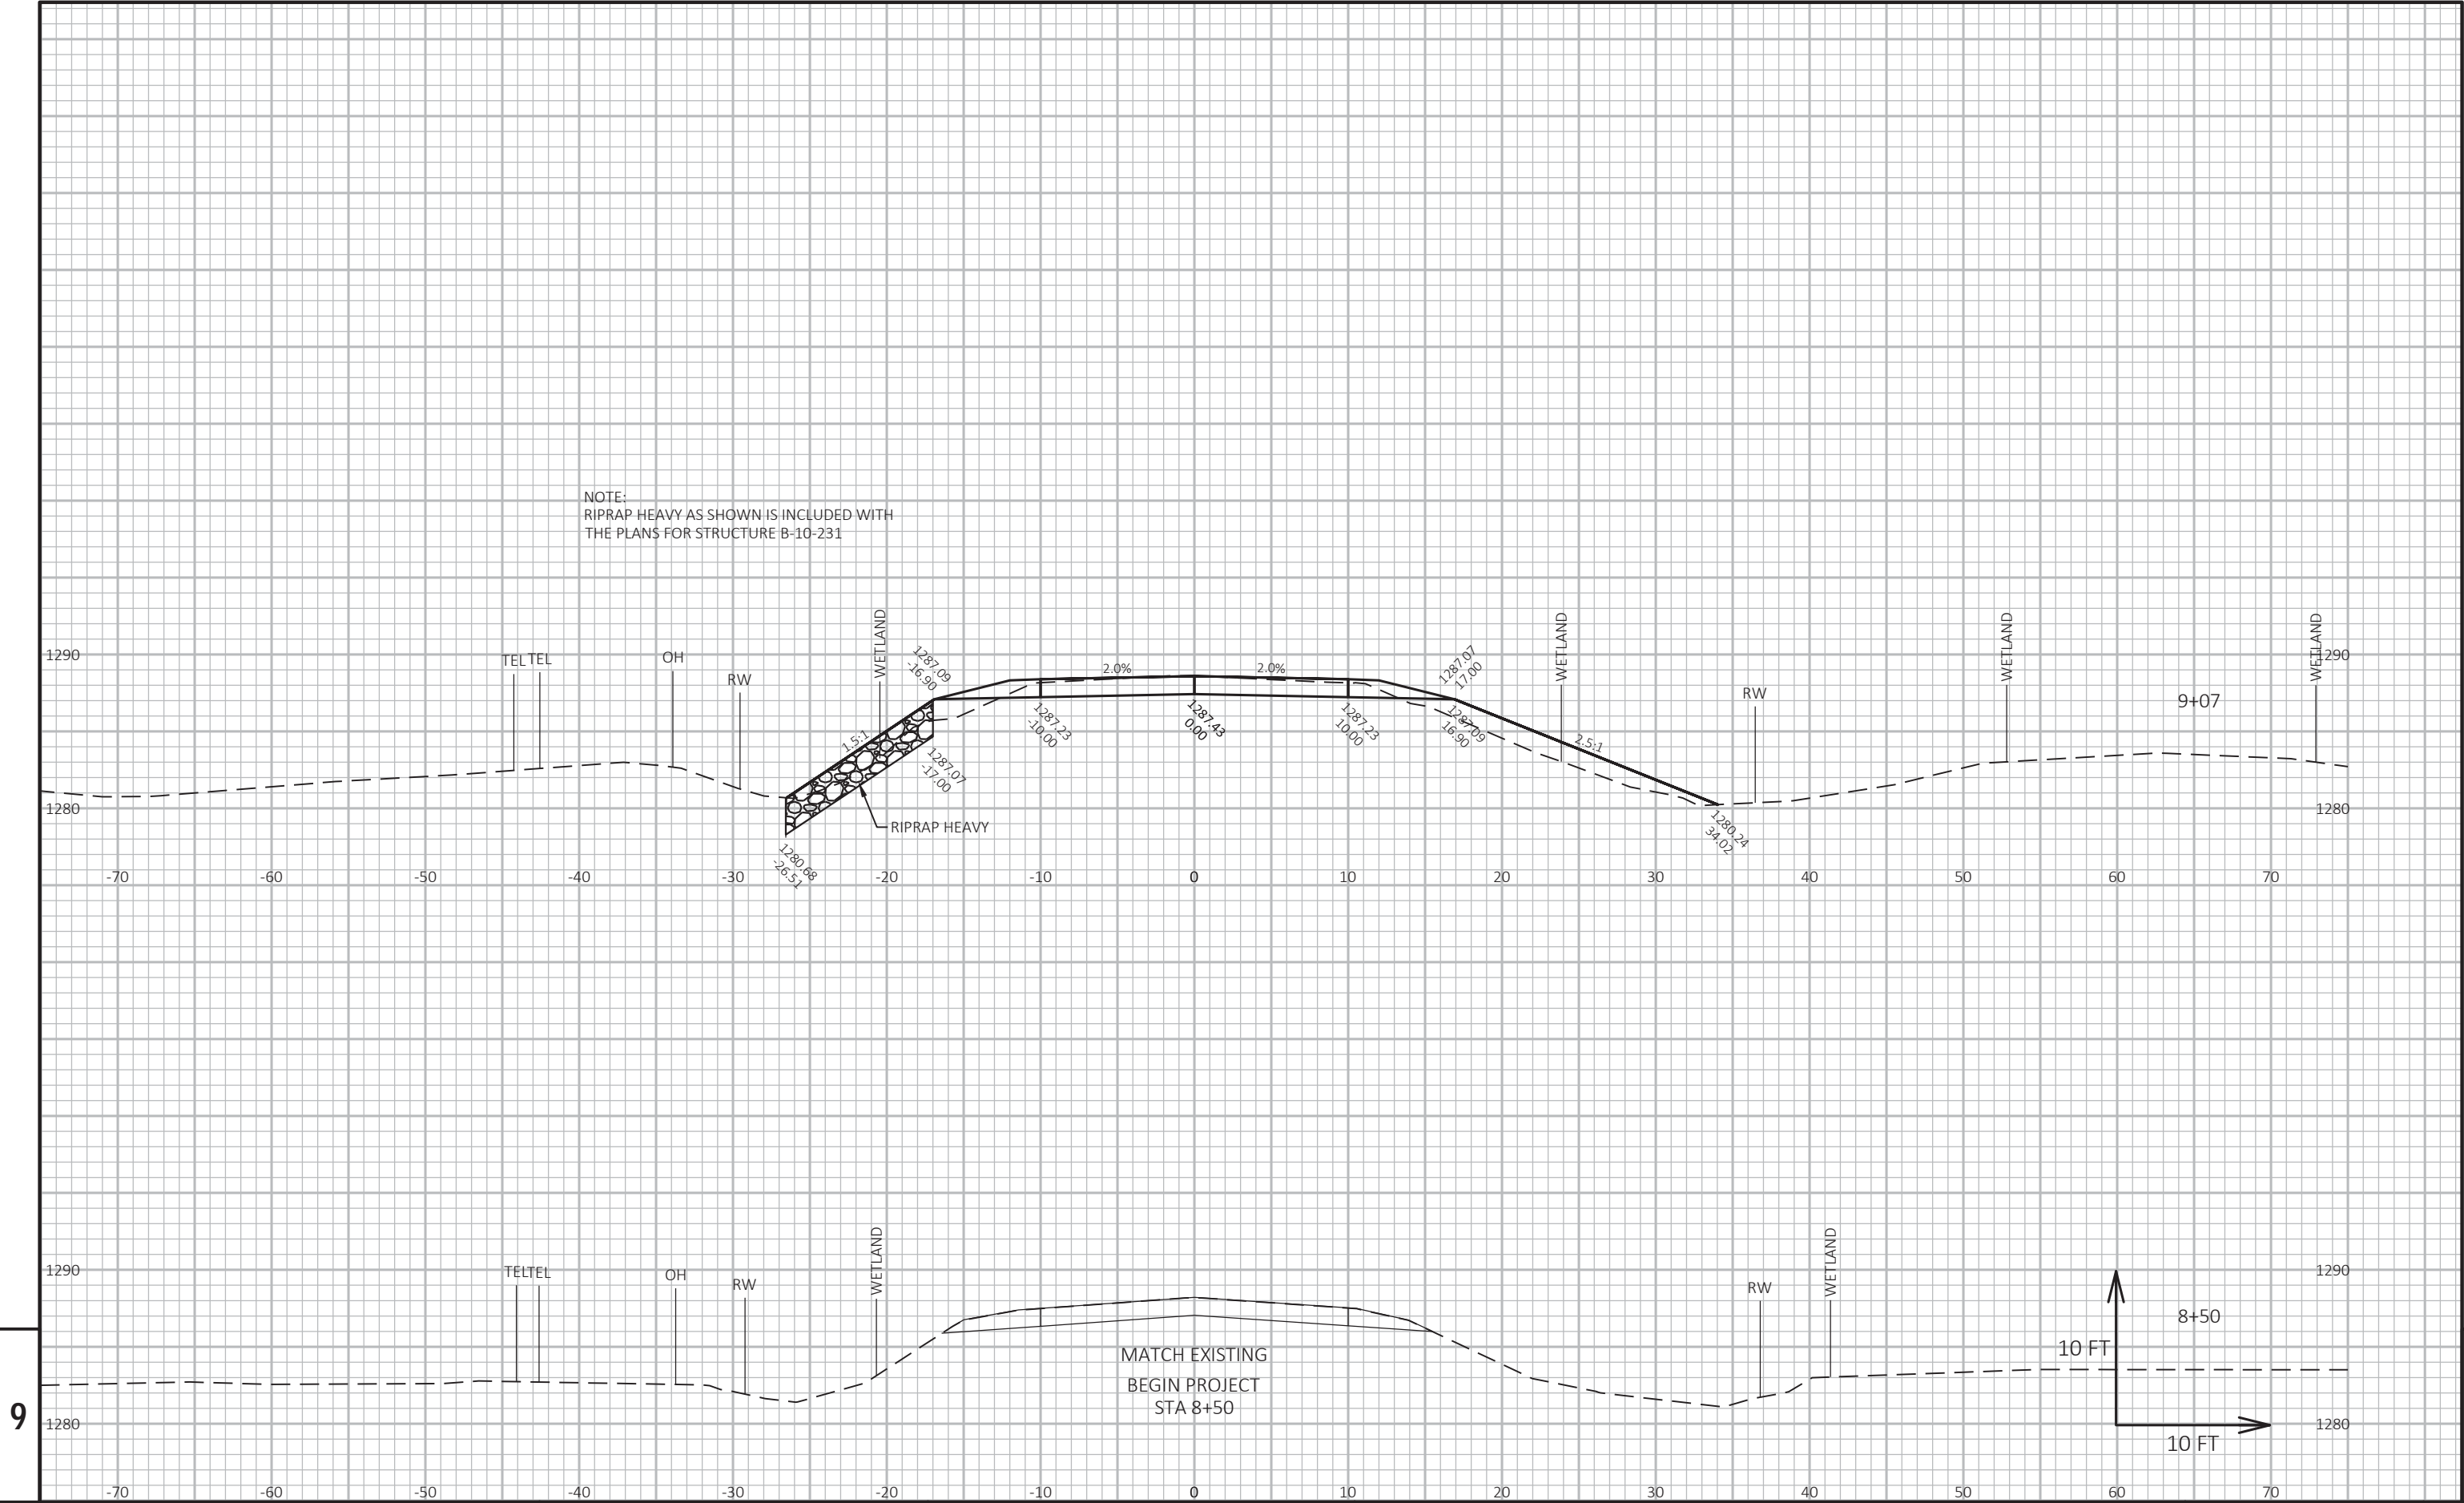 NOTE:
RIPRAP HEAVY AS SHOWN IS INCLUDED WITH
THE PLANS FOR STRUCTURE B-10-231
1290
TEL TEL
OH
RW
WETLAND
1287.09
-16.90
2.0%
2.0%
1287.07
17.00
WETLAND
RW
WETLAND
WETLAND
1290
9+07
1.5:1
1287.07
-17.00
1287.23
-10.00
1287.43
0.00
1287.23
10.00
1287.09
16.90
2.5:1
1280
RIPRAP HEAVY
1280.68
-26.51
1280.24
34.02
1280
-70 -60 -50 -40 -30 -20 -10 0 10 20 30 40 50 60 70
1290
TEL TEL
OH
RW
WETLAND
RW
WETLAND
1290
8+50
10 FT
MATCH EXISTING
BEGIN PROJECT
STA 8+50
9
1280
1280
10 FT
-70 -60 -50 -40 -30 -20 -10 0 10 20 30 40 50 60 70